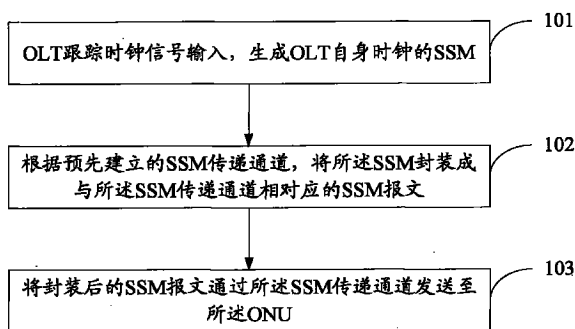 101
OLT跟踪时钟信号输入，生成OLT自身时钟的SSM
102
根据预先建立的SSM传递通道，将所述SSM封装成
与所述SSM传递通道相对应的SSM报文
103
将封装后的SSM报文通过所述SSM传递通道发送至
所述ONU